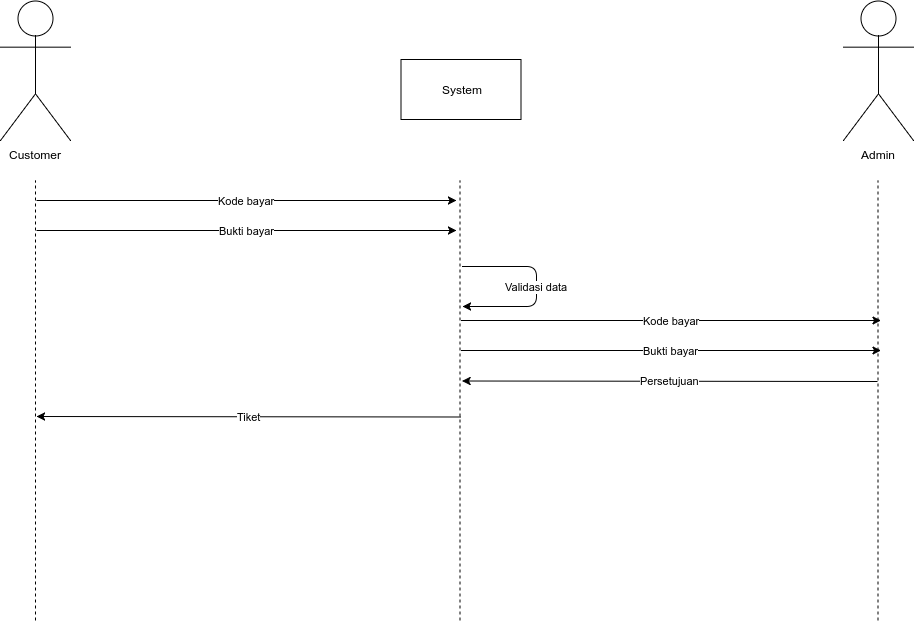 System
Customer
Admin
Kode bayar
Bukti bayar
Validasi data
Kode bayar
Bukti bayar
Persetujuan
Tiket